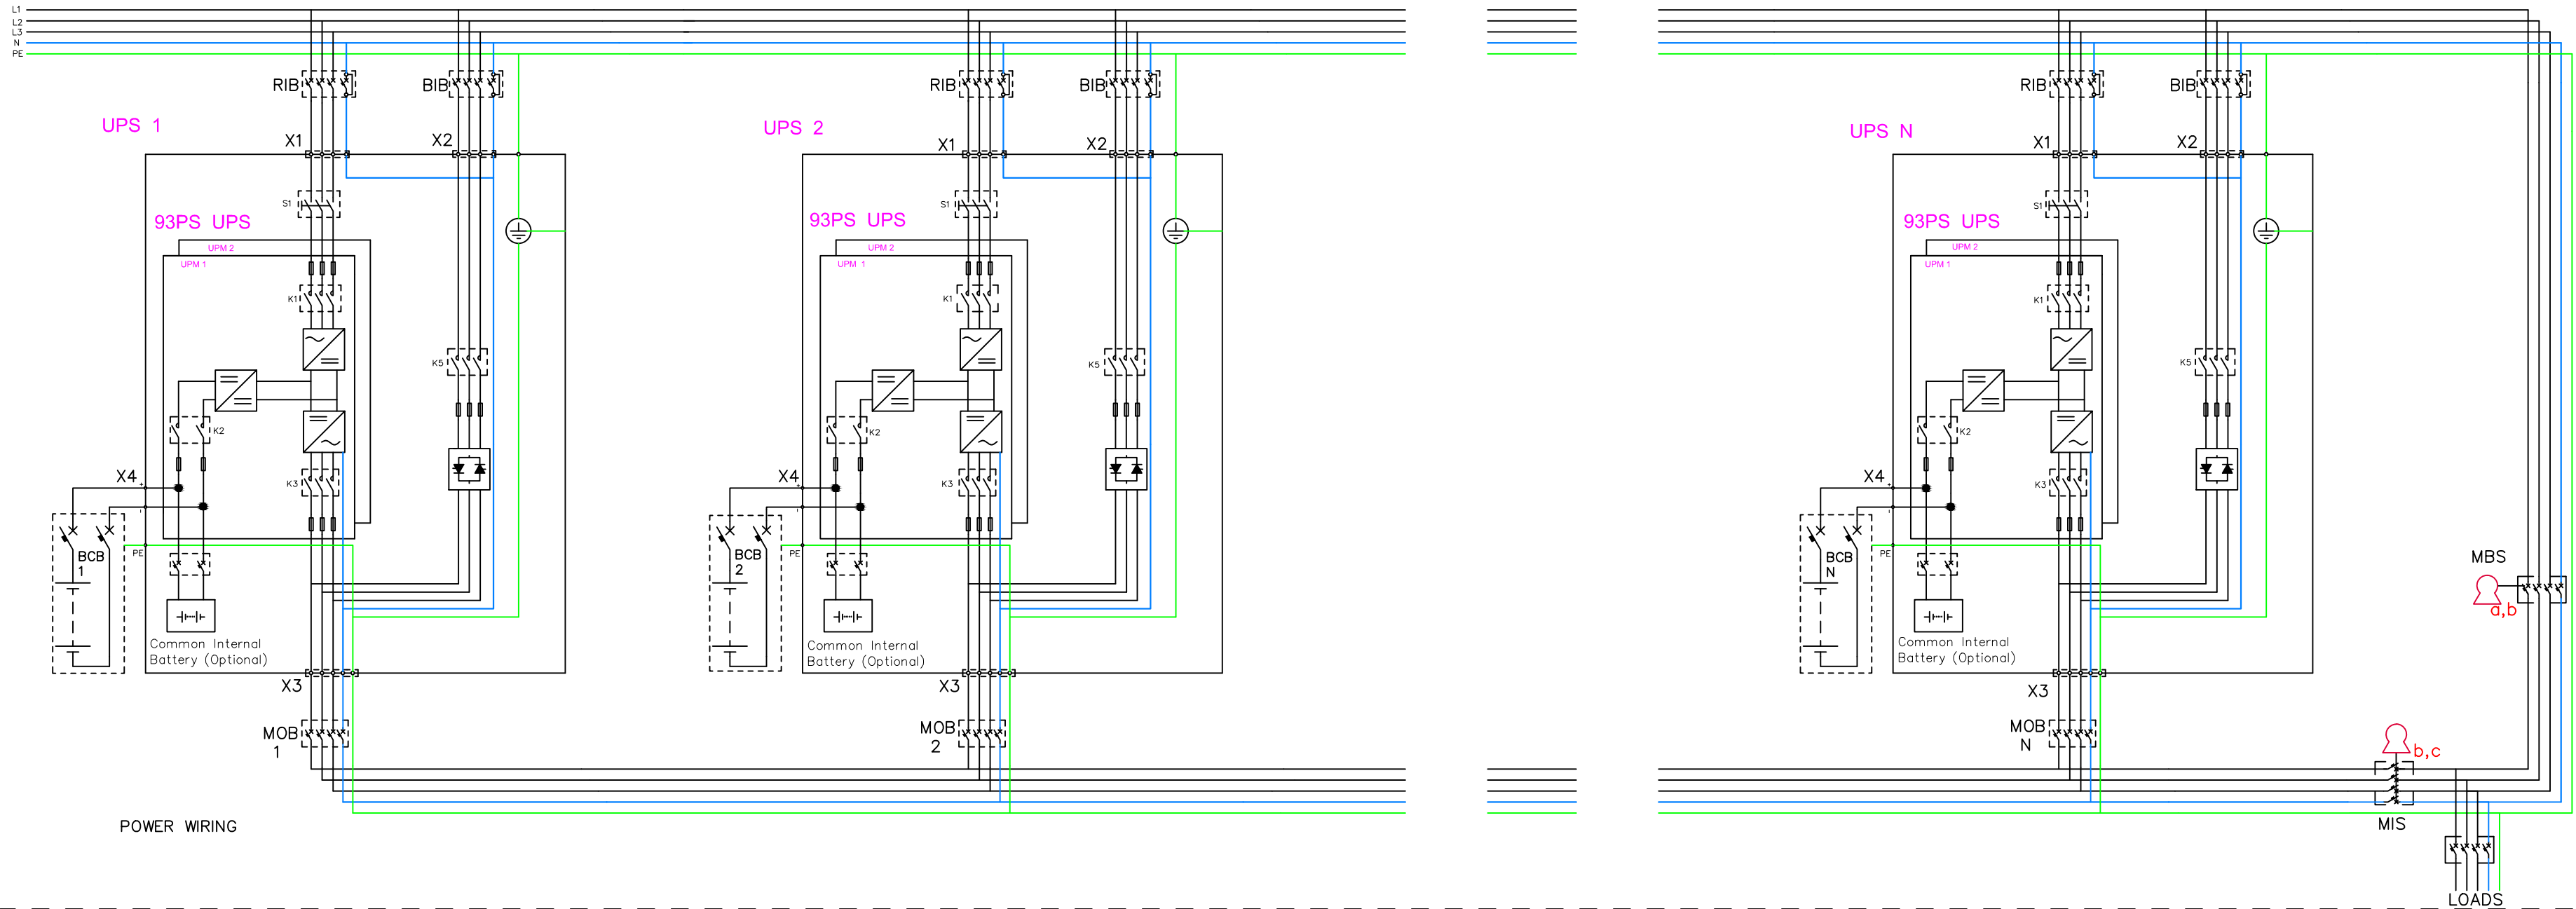 L1
L2
L3
N
PE
RIB
BIB
RIB
BIB
RIB
BIB
UPS 1
UPS 2
UPS N
X1
X2
X1
X2
X1
X2
S1
S1
S1
93PS UPS
93PS UPS
93PS UPS
UPM 2
UPM 1
UPM 2
UPM 1
UPM 2
UPM 1
K1
K1
K1
K5
K5
K5
K2
K2
K2
X4
K3
X4
K3
X4
K3
+
-
+
-
+
-
BCB
1
PE
BCB
2
PE
BCB
N
PE
MBS
a,b
Common Internal
Battery (Optional)
Common Internal
Battery (Optional)
Common Internal
Battery (Optional)
X3
X3
X3
MOB
1
MOB
2
MOB
N
b,c
MIS
POWER WIRING
LOADS